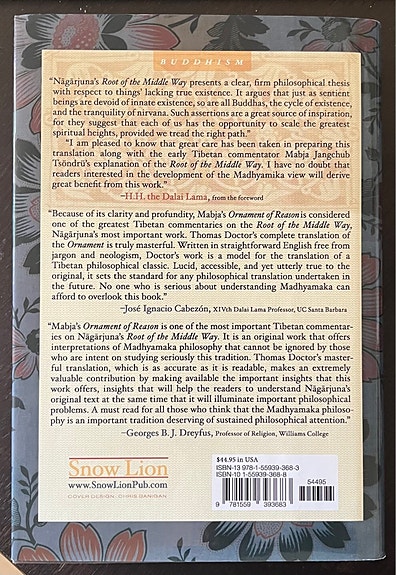 BUDDHISM
“Nāgārjuna’s Root of the Middle Way presents a clear, firm philosophical thesis
with respect to things’ lacking true existence. It argues that just as sentient
beings are devoid of innate existence, so are all Buddhas, the cycle of existence,
and the tranquility of nirvana. Such assertions are a great source of inspiration,
for they suggest that each of us has the opportunity to scale the greatest
spiritual heights, provided we tread the right path.”
“I am pleased to know that great care has been taken in preparing this
translation along with the early Tibetan commentator Mabja Jangchub
Tsöndrü’s explanation of the Root of the Middle Way. I have no doubt that
readers interested in the development of the Madhyamika view will derive
great benefit from this work.”
–H.H. the Dalai Lama, from the foreword
“Because of its clarity and profundity, Mabja’s Ornament of Reason is considered
one of the greatest Tibetan commentaries on the Root of the Middle Way,
Nāgārjuna’s most important work. Thomas Doctor’s complete translation of
the Ornament is truly masterful. Written in straightforward English free from
jargon and neologism, Doctor’s work is a model for the translation of a
Tibetan philosophical classic. Lucid, accessible, and yet utterly true to the
original, it sets the standard for any philosophical translation undertaken in
the future. No one who is serious about understanding Madhyamaka can
afford to overlook this book.”
–José Ignacio Cabezón, XIVth Dalai Lama Professor, UC Santa Barbara
“Mabja’s Ornament of Reason is one of the most important Tibetan commentar-
ies on Nāgārjuna’s Root of the Middle Way. It is an original work that offers
interpretations of Madhyamaka philosophy that cannot be ignored by those
who are intent on studying seriously this tradition. Thomas Doctor’s master-
ful translation, which is as accurate as it is readable, makes an extremely
valuable contribution by making available the important insights that this
work offers, insights that will help the readers to understand Nāgārjuna’s
original text at the same time that it will illuminate important philosophical
problems. A must read for all those who think that the Madhyamaka philoso-
phy is an important tradition deserving of sustained philosophical attention.”
–Georges B. J. Dreyfus, Professor of Religion, Williams College
Snow Lion
www.SnowLionPub.com
COVER DESIGN: CHRIS BANIGAN
$44.95 in USA
ISBN-13 978-1-55939-368-3
ISBN-10 1-55939-368-8
54495
9 781559 393683